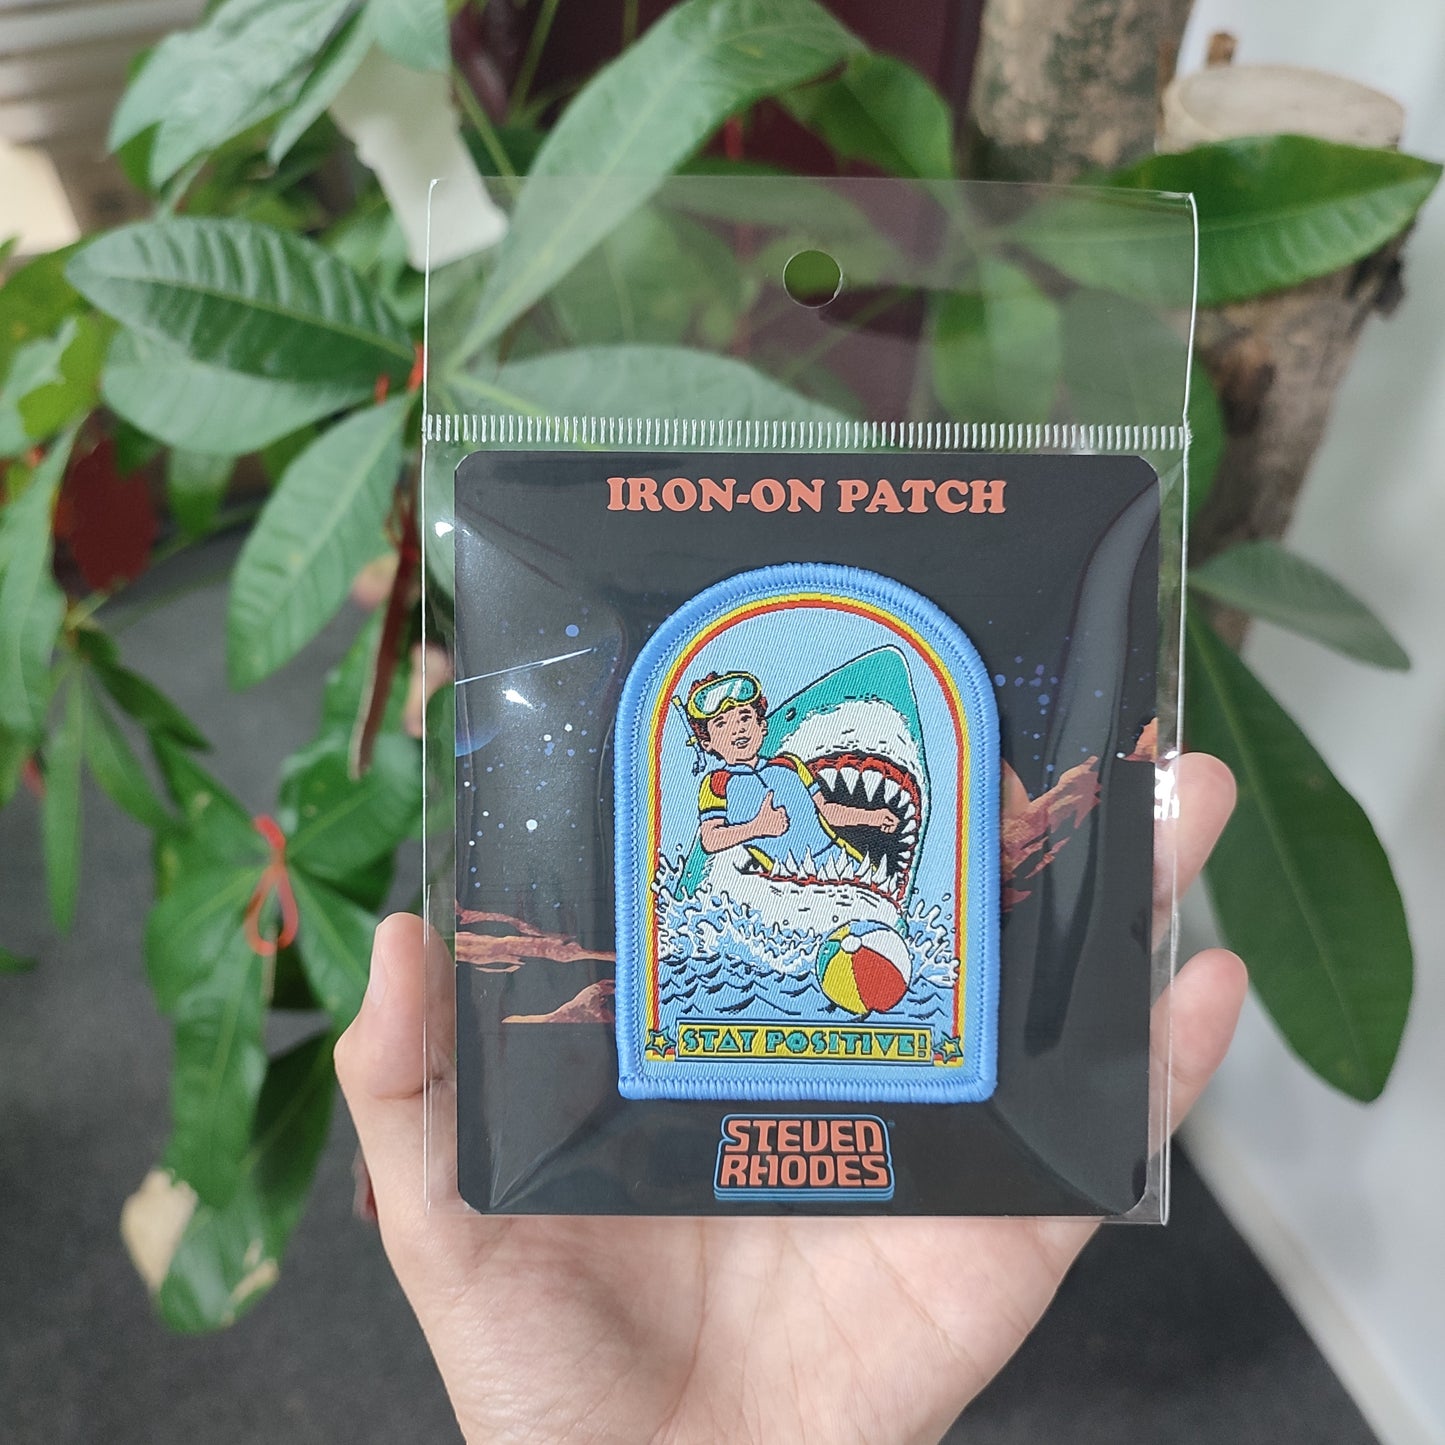 IRON-ON PATCH
STAY POSITIVE!
STEVEN
RHODES